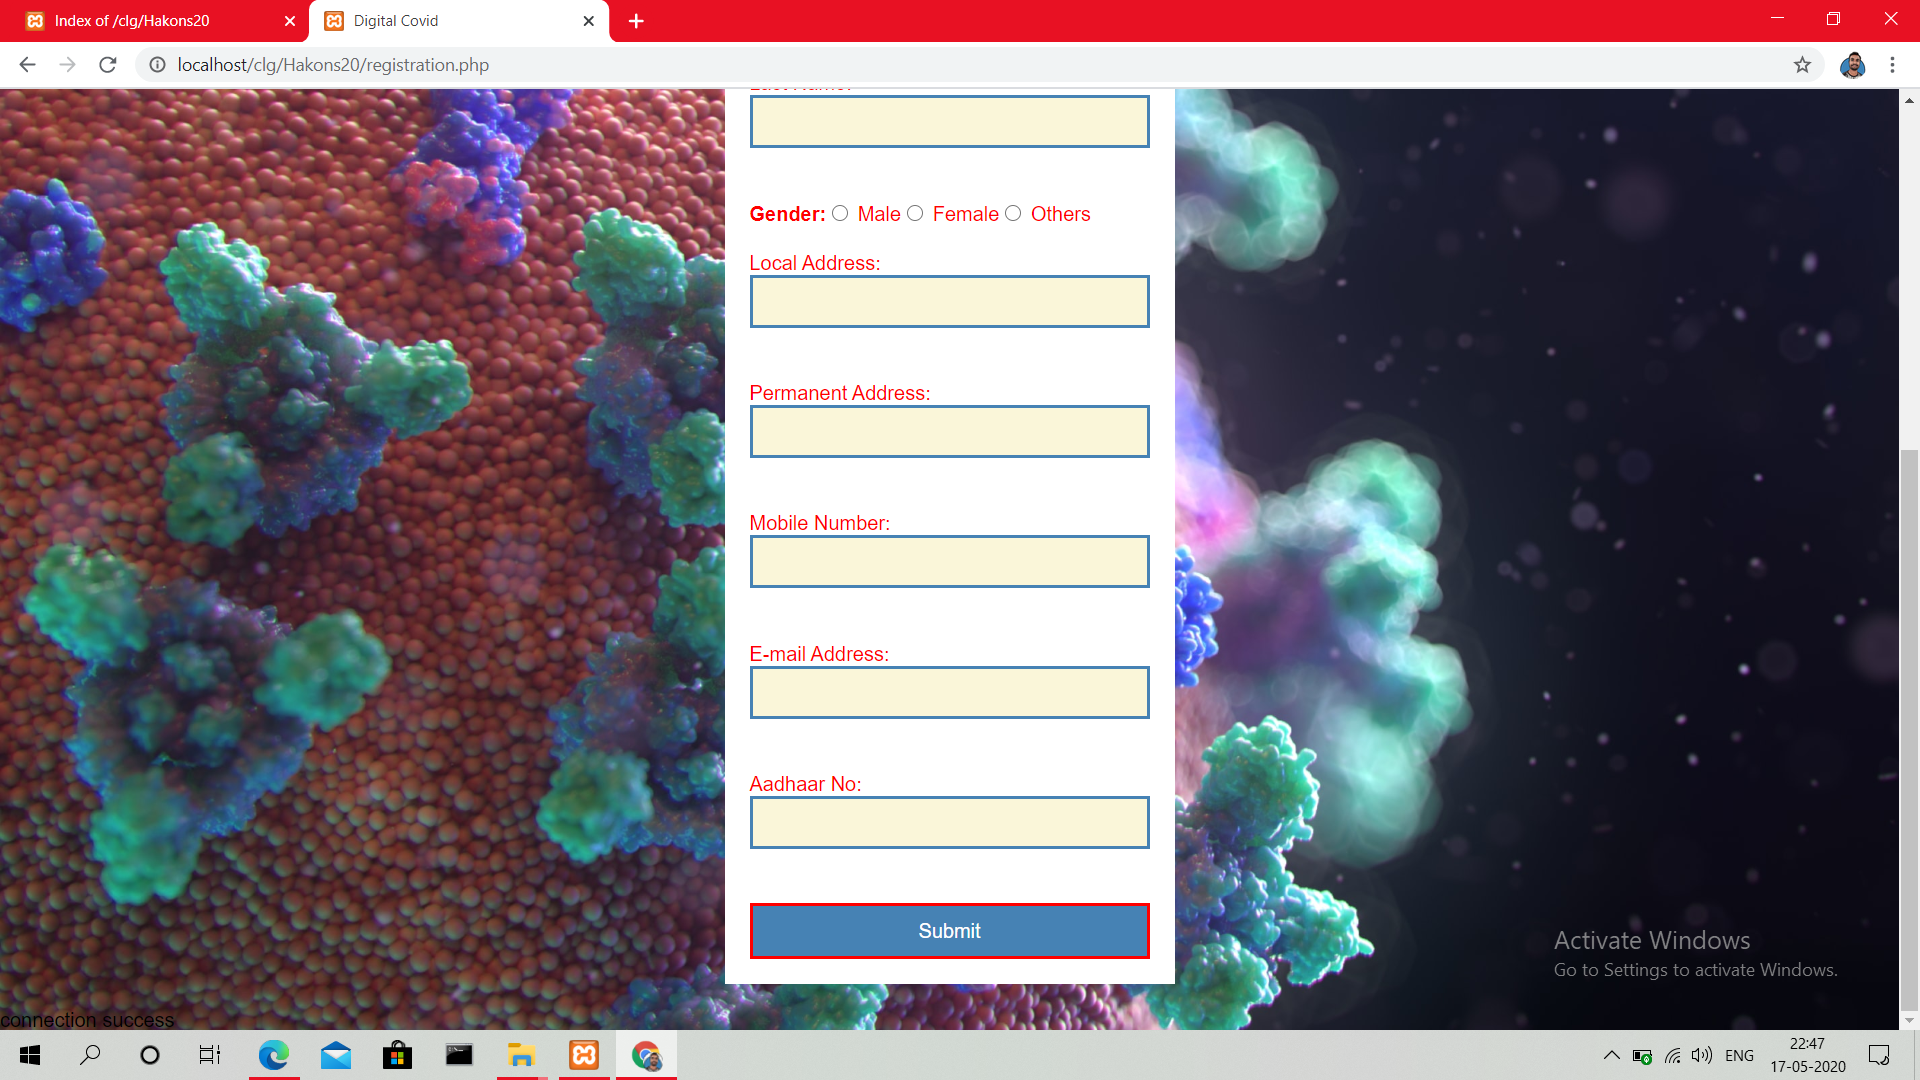 Index of /clg/Hakons20
Digital Covid
localhost/clg/Hakons20/registration.php
Last Name:
Gender: Male Female Others
Local Address:
Permanent Address:
Mobile Number:
E-mail Address:
Aadhaar No:
Submit
Activate Windows
Go to Settings to activate Windows.
connection success
ENG
22:47
17-05-2020